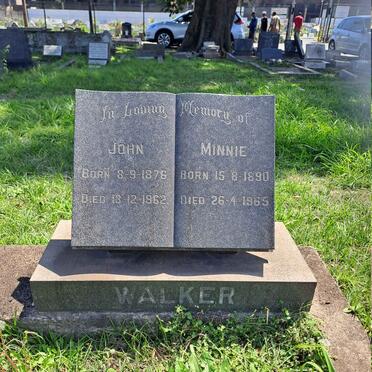 In Loving Memory of
JOHN
BORN 8-9-1876
DIED 13-12-1962
MINNIE
BORN 15-8-1890
DIED 26-4-1965
WALKER